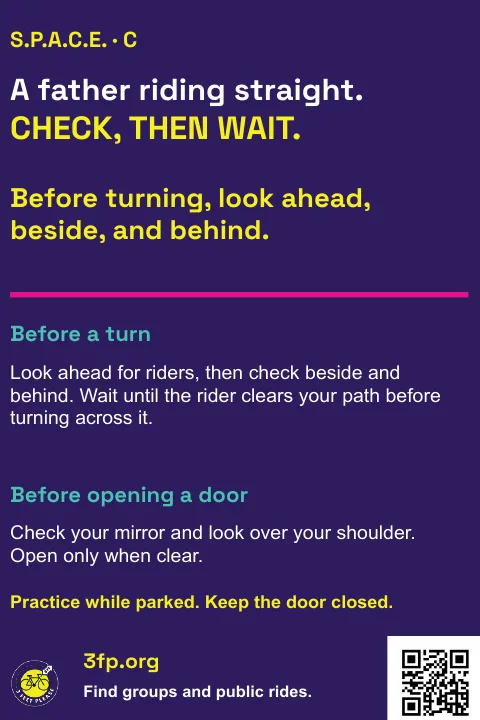 S.P.A.C.E. · C
A father riding straight.
CHECK, THEN WAIT.
Before turning, look ahead,
beside, and behind.
Before a turn
Look ahead for riders, then check beside and
behind. Wait until the rider clears your path before
turning across it.
Before opening a door
Check your mirror and look over your shoulder.
Open only when clear.
Practice while parked. Keep the door closed.
3fp.org
Find groups and public rides.
3 FEET PLEASE